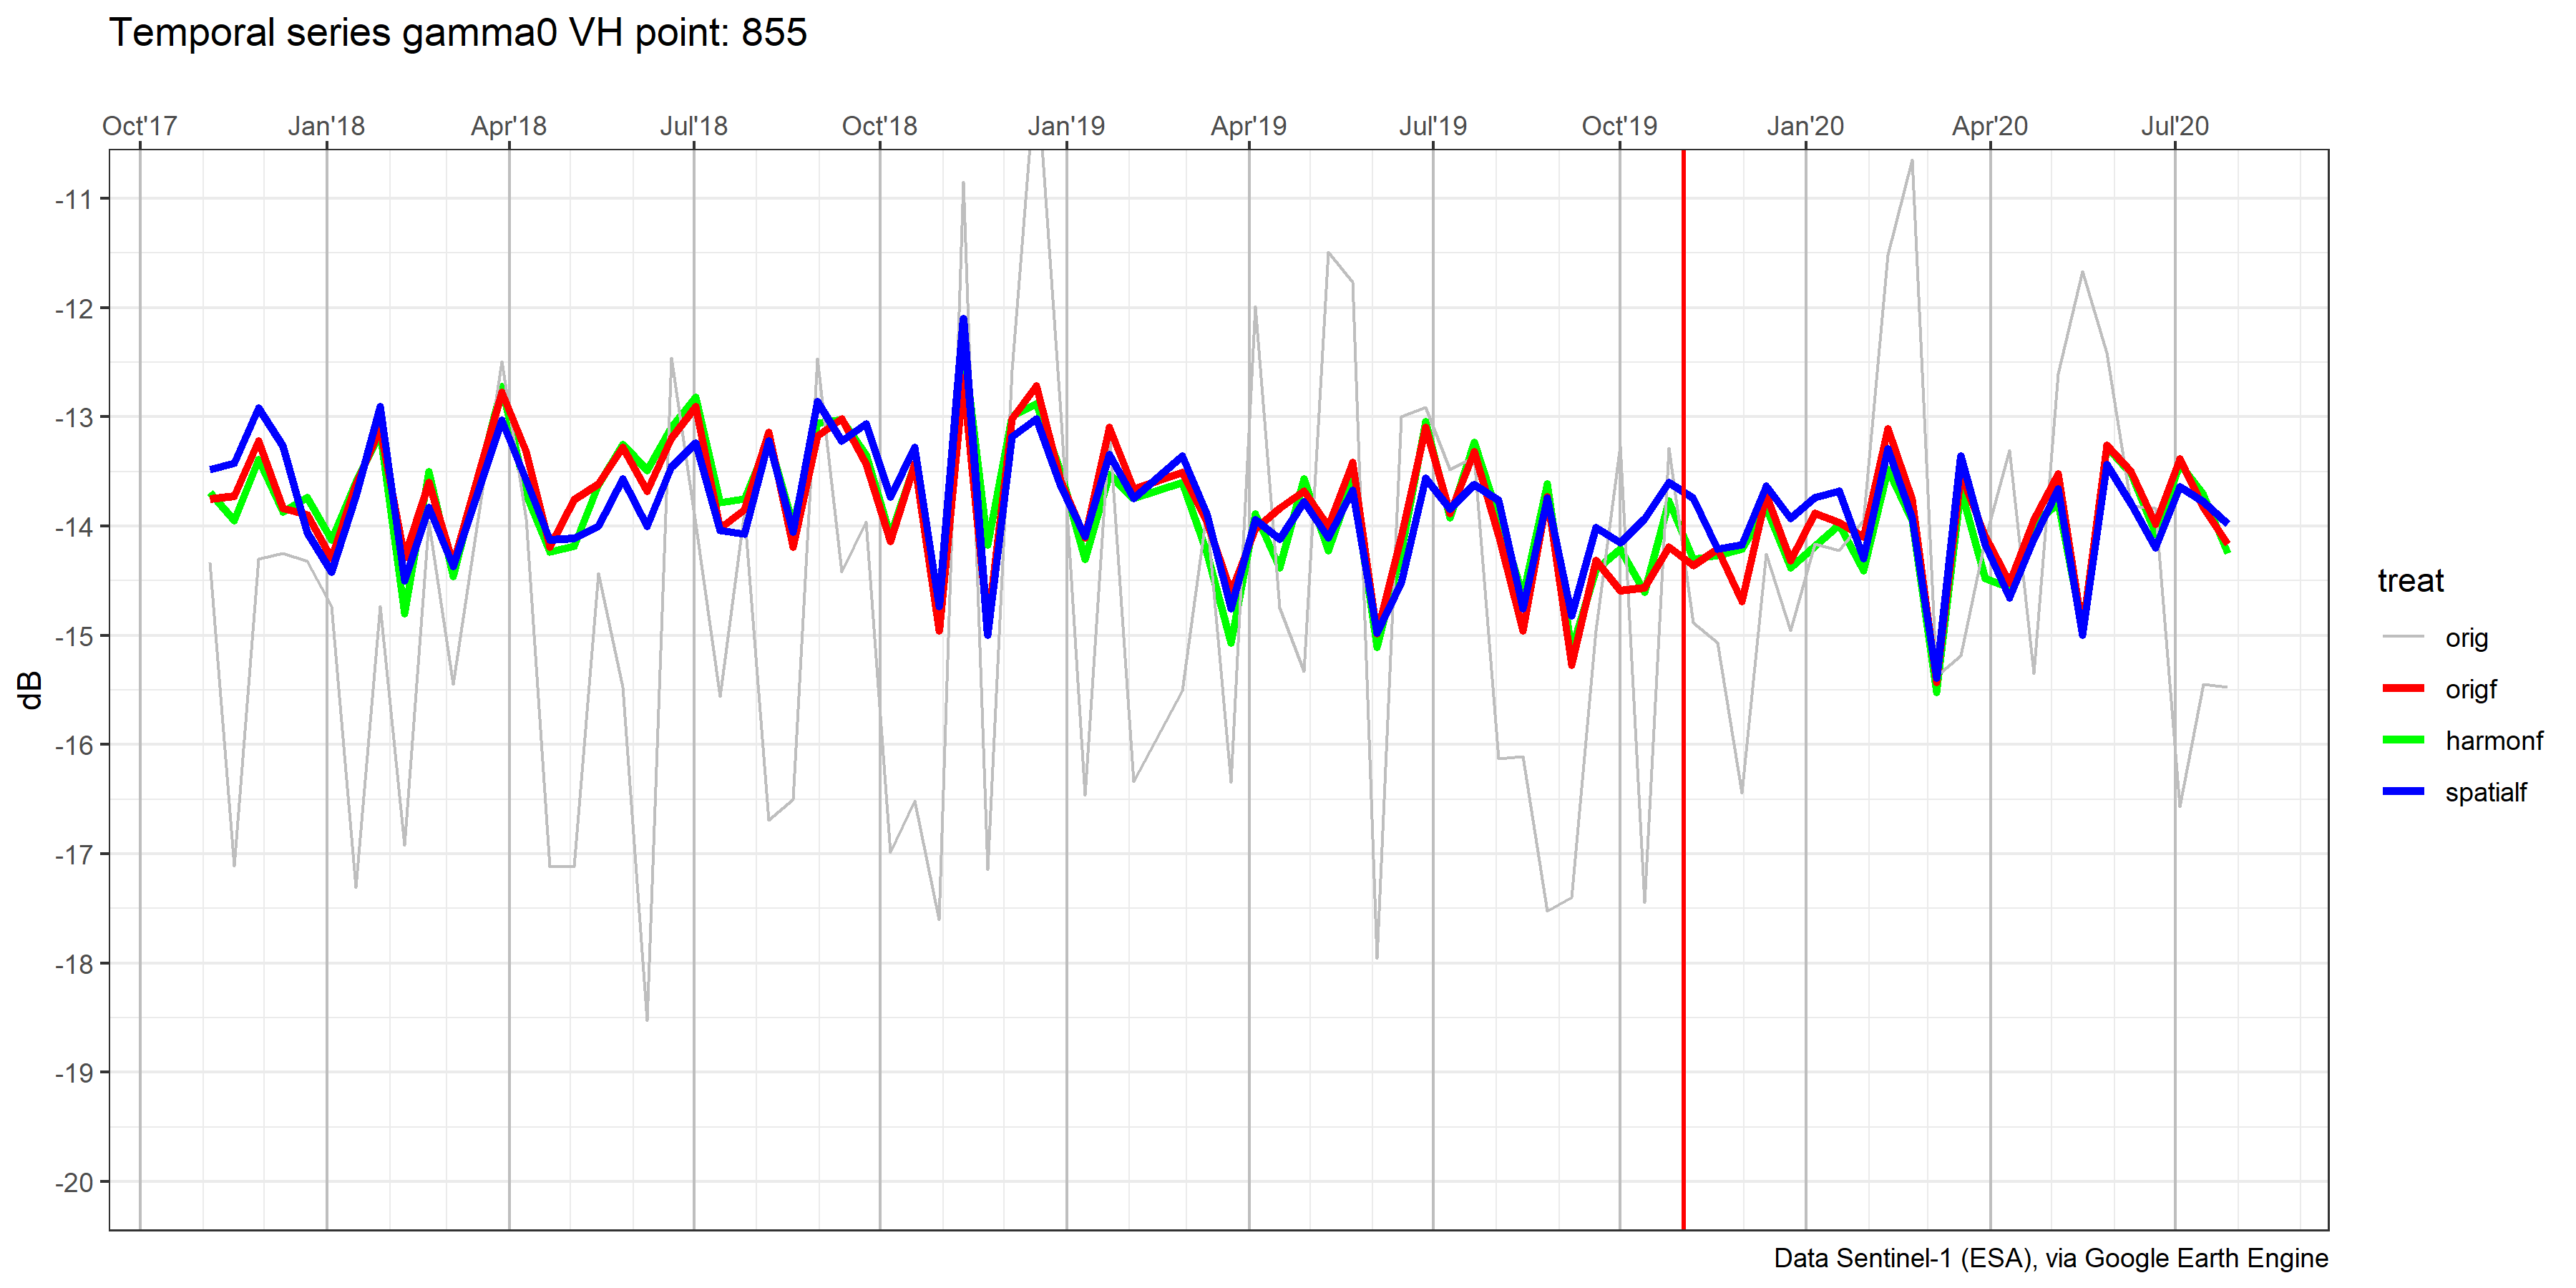 Temporal series gamma0 VH point: 855
Oct'17 Jan'18 Apr'18 Jul'18 Oct'18 Jan'19 Apr'19 Jul'19 Oct'19 Jan'20 Apr'20 Jul'20
-11
-12
-13
-14
-15
-16
-17
-18
-19
-20
dB
treat
orig
origf
harmonf
spatialf
Data Sentinel-1 (ESA), via Google Earth Engine